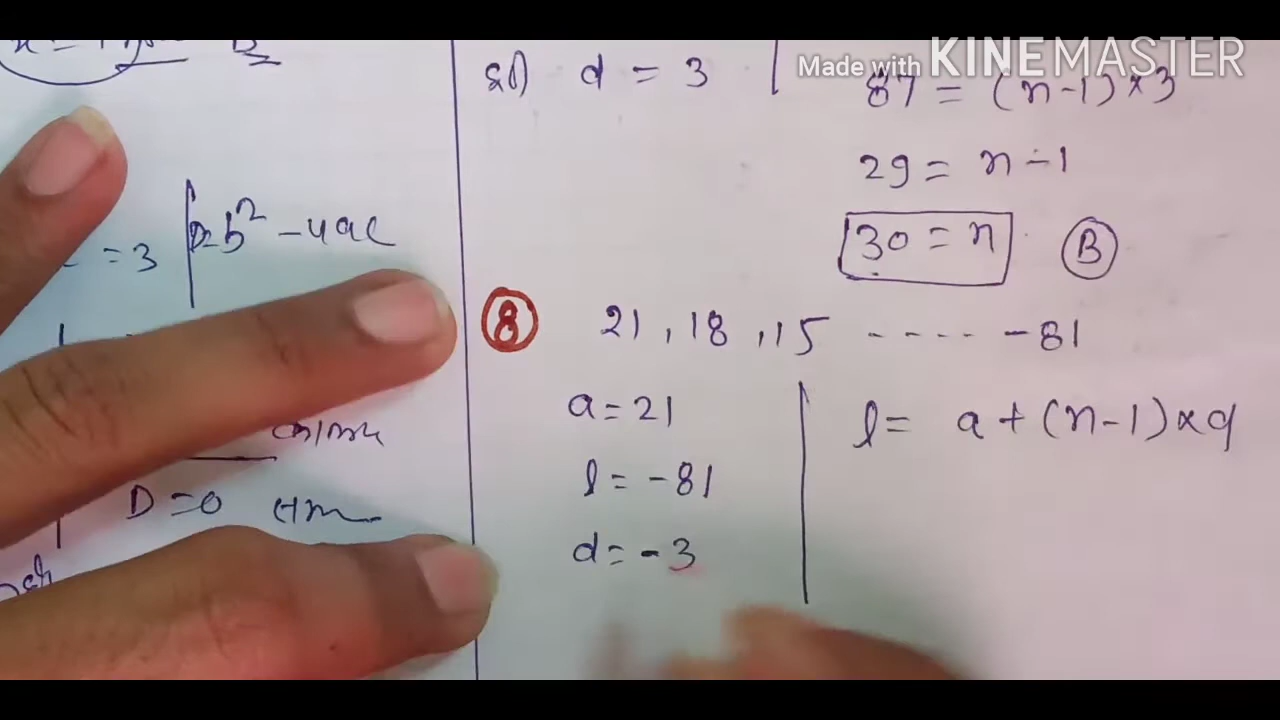 Made with KINEMASTER
d = 3
87 = (n-1)×3
29 = n-1
30 = n B
b² - 4ac
= 3
8 21, 18, 15 ---- -81
a = 21
l = a + (n-1)×d
l = -81
d = -3
D = 0